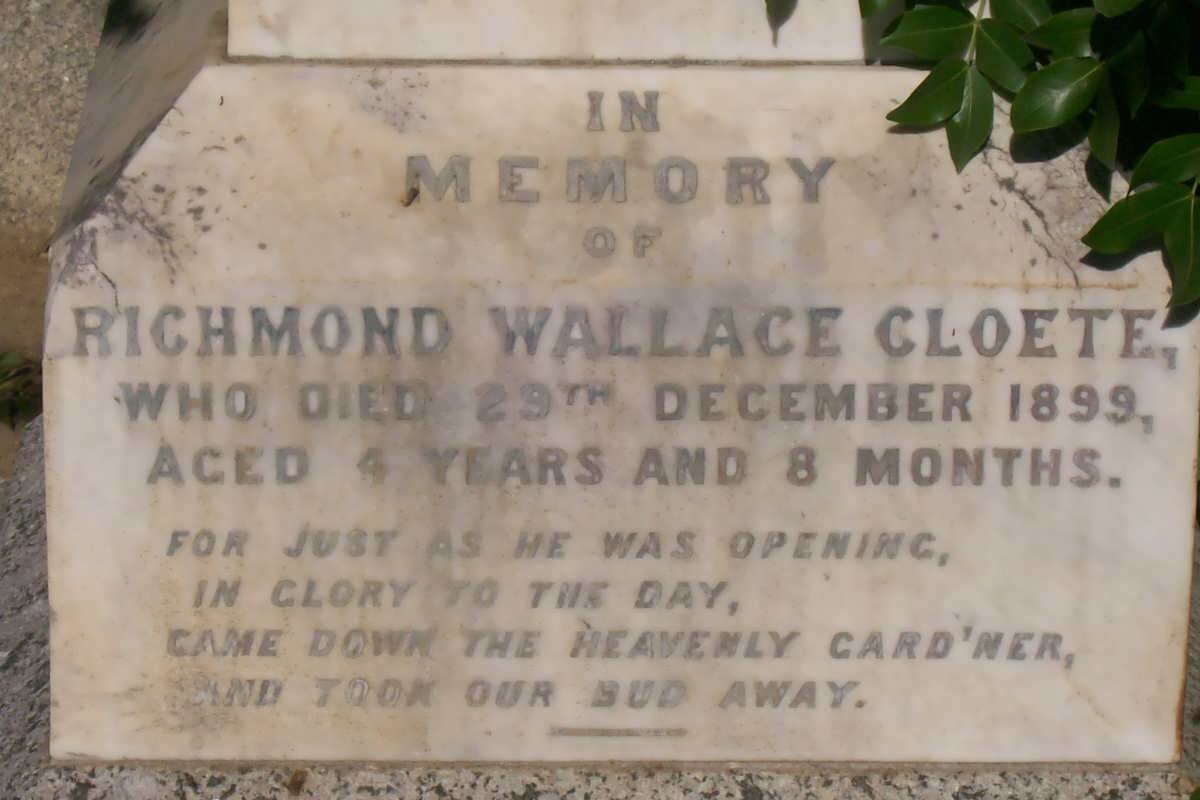 IN
MEMORY
OF
RICHMOND WALLACE CLOETE,
WHO DIED 29TH DECEMBER 1899,
AGED 4 YEARS AND 8 MONTHS.
FOR JUST AS HE WAS OPENING,
IN GLORY TO THE DAY,
CAME DOWN THE HEAVENLY GARD'NER,
AND TOOK OUR BUD AWAY.